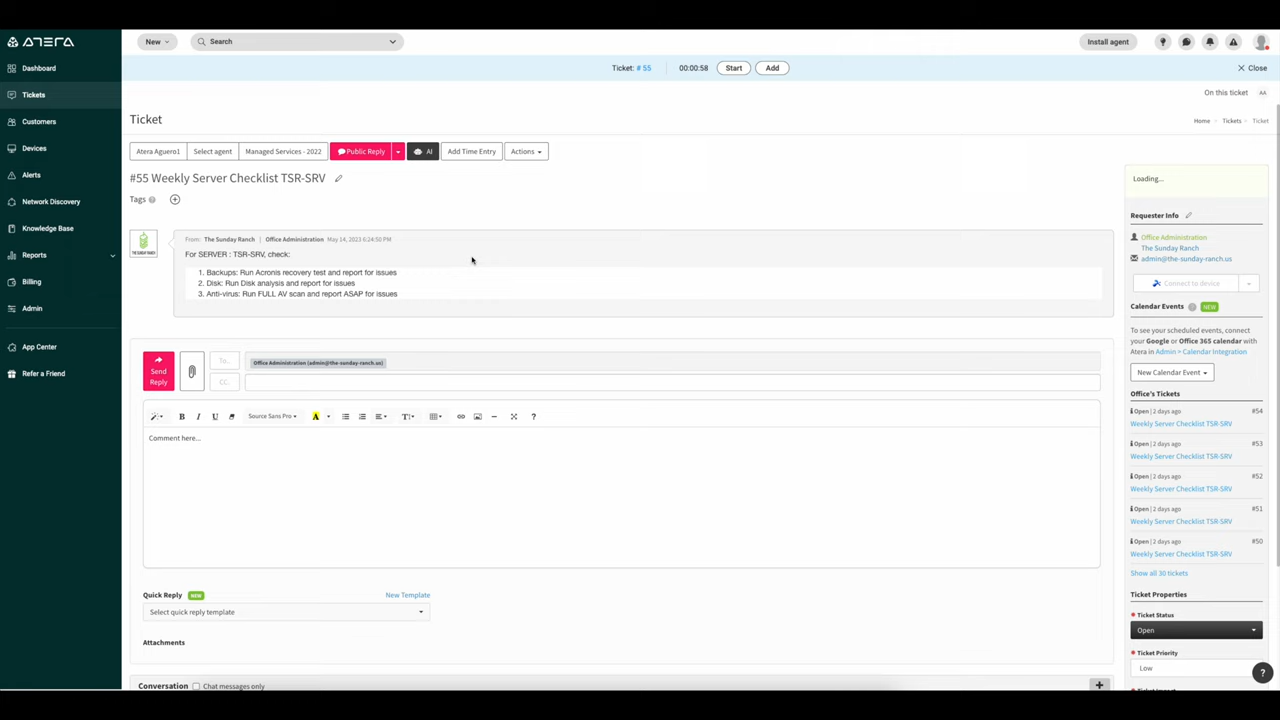 ATERA
New
Search
Install agent
Ticket: # 55
00:00:58
Start
Add
Close
Dashboard
Tickets
Customers
Devices
Alerts
Network Discovery
Knowledge Base
Reports
Billing
Admin
App Center
Refer a Friend
On this ticket AA
Ticket
Home Tickets Ticket
Atera Aguero1
Select agent
Managed Services - 2022
Public Reply
AI
Add Time Entry
Actions
#55 Weekly Server Checklist TSR-SRV
Tags
THE SUNDAY RANCH
From: The Sunday Ranch | Office Administration May 14, 2023 6:24:50 PM
For SERVER : TSR-SRV, check:
1. Backups: Run Acronis recovery test and report for issues
2. Disk: Run Disk analysis and report for issues
3. Anti-virus: Run FULL AV scan and report ASAP for issues
Send
Reply
To...
Office Administration (admin@the-sunday-ranch.us)
CC.
B I U
Source Sans Pro
A
T
?
Comment here...
Quick Reply NEW
New Template
Select quick reply template
Attachments
Conversation
Chat messages only
+
Loading...
Requester Info
Office Administration
The Sunday Ranch
admin@the-sunday-ranch.us
Connect to device
Calendar Events NEW
To see your scheduled events, connect
your Google or Office 365 calendar with
Atera in Admin > Calendar Integration
New Calendar Event
Office's Tickets
Open | 2 days ago #54
Weekly Server Checklist TSR-SRV
Open | 2 days ago #53
Weekly Server Checklist TSR-SRV
Open | 2 days ago #52
Weekly Server Checklist TSR-SRV
Open | 2 days ago #51
Weekly Server Checklist TSR-SRV
Open | 2 days ago #50
Weekly Server Checklist TSR-SRV
Show all 30 tickets
Ticket Properties
Ticket Status
Open
Ticket Priority
Low
?